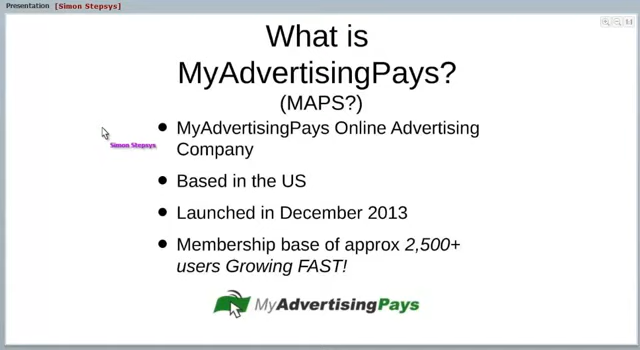 Presentation [Simon Stepsys]
What is
MyAdvertisingPays?
(MAPS?)
Simon Stepsys
● MyAdvertisingPays Online Advertising
Company
● Based in the US
● Launched in December 2013
● Membership base of approx 2,500+
users Growing FAST!
MyAdvertisingPays